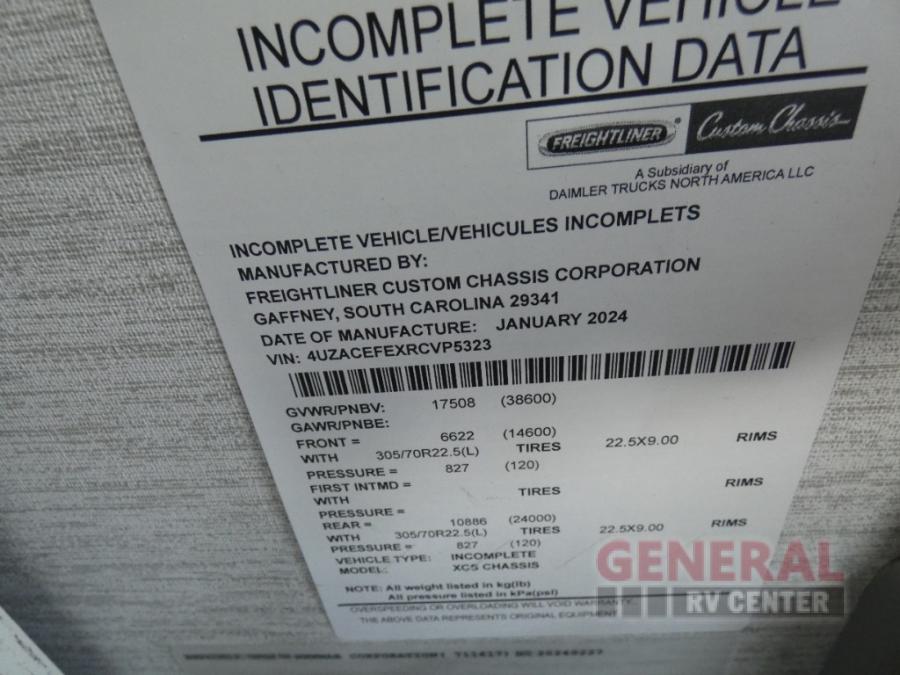 INCOMPLETE VEHICLE
IDENTIFICATION DATA
FREIGHTLINER® Custom Chassis
A Subsidiary of
DAIMLER TRUCKS NORTH AMERICA LLC
INCOMPLETE VEHICLE/VEHICULES INCOMPLETS
MANUFACTURED BY:
FREIGHTLINER CUSTOM CHASSIS CORPORATION
GAFFNEY, SOUTH CAROLINA 29341
DATE OF MANUFACTURE: JANUARY 2024
VIN: 4UZACEFEXRCVP5323
GVWR/PNBV: 17508 (38600)
GAWR/PNBE:
FRONT = 6622 (14600)
WITH 305/70R22.5(L) TIRES 22.5X9.00 RIMS
PRESSURE = 827 (120)
FIRST INTMD =
WITH TIRES RIMS
PRESSURE =
REAR = 10886 (24000)
WITH 305/70R22.5(L) TIRES 22.5X9.00 RIMS
PRESSURE = 827 (120)
VEHICLE TYPE: INCOMPLETE
MODEL: XCS CHASSIS
NOTE: All weight listed in kg(lb)
All pressure listed in kPa(psi)
OVERSPEEDING OR OVERLOADING WILL VOID WARRANTY.
THE ABOVE DATA REPRESENTS ORIGINAL EQUIPMENT
GENERAL
RV CENTER